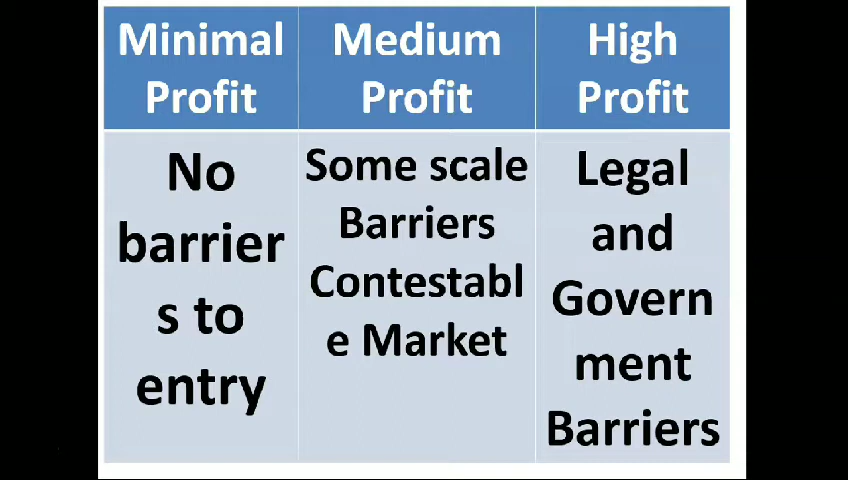 Minimal Profit
Medium Profit
High Profit
No
barrier
s to
entry
Some scale
Barriers
Contestabl
e Market
Legal
and
Govern
ment
Barriers